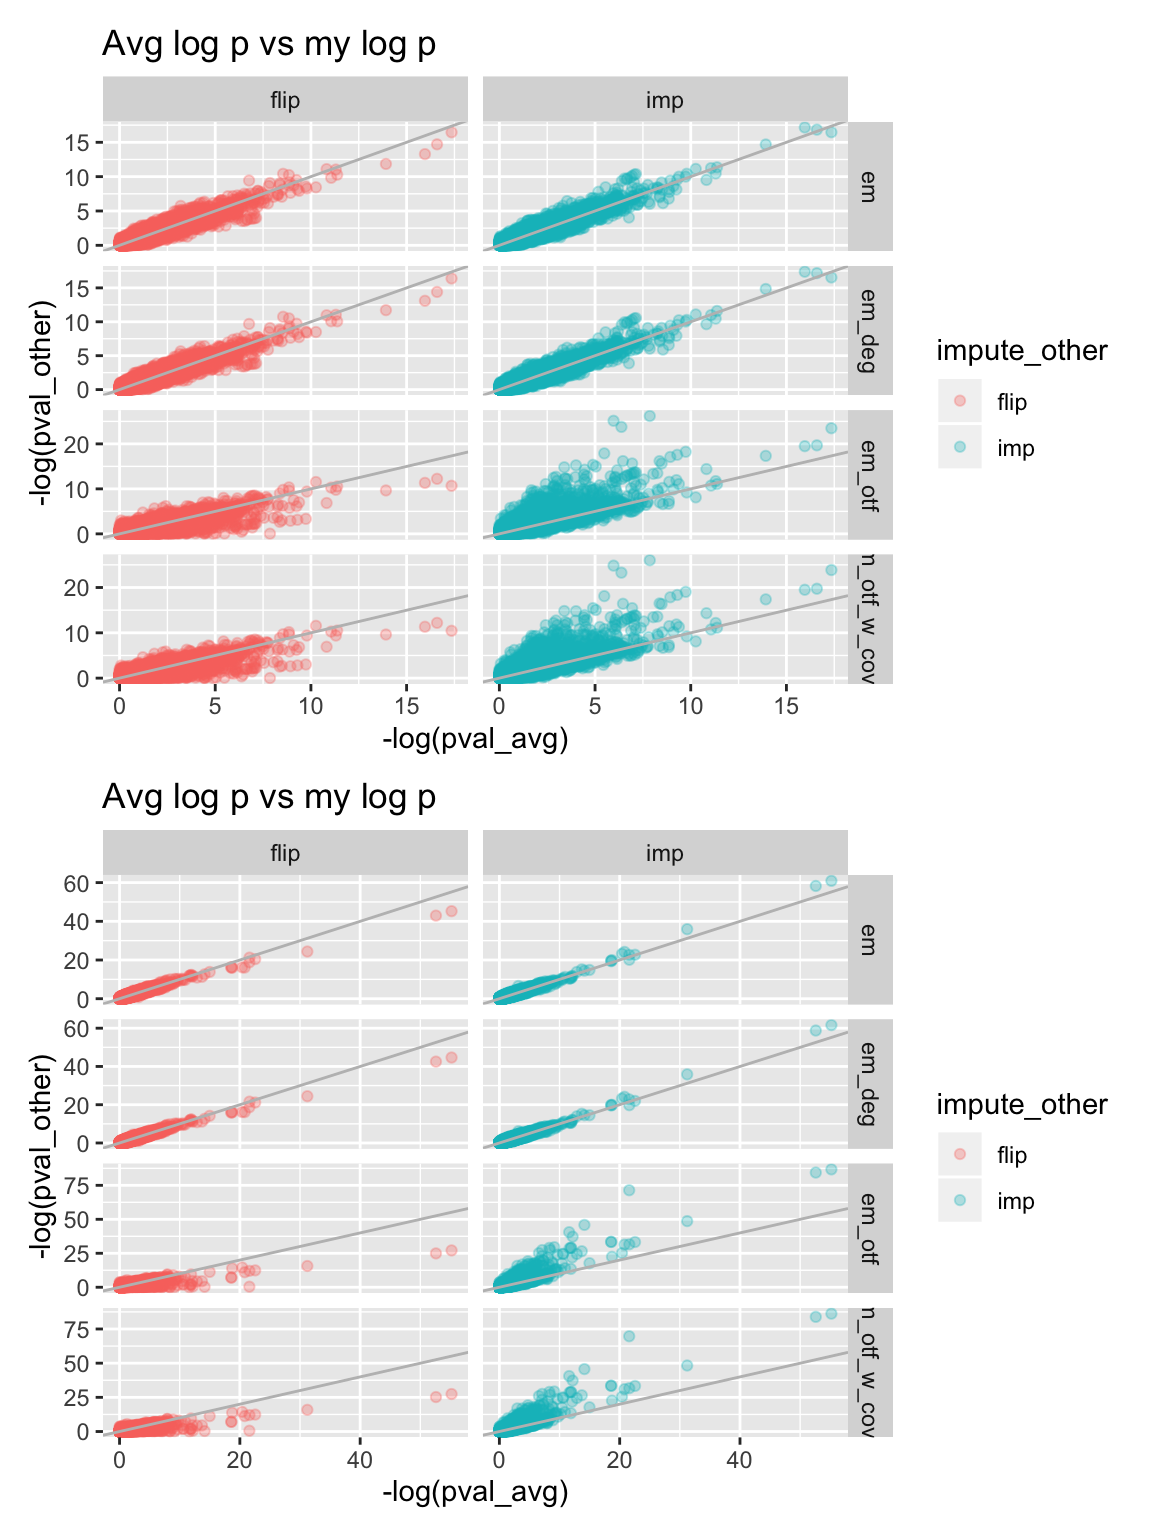 Avg log p vs my log p
flip imp
15
10
5
0
em
15
10
5
0
em_deg
20
10
0
em_otf
20
10
0
n_otf_w_cov
0 5 10 15 0 5 10 15
-log(pval_avg)
-log(pval_other)
impute_other
flip
imp
Avg log p vs my log p
flip imp
60
40
20
0
em
60
40
20
0
em_deg
75
50
25
0
em_otf
75
50
25
0
n_otf_w_cov
0 20 40 0 20 40
-log(pval_avg)
-log(pval_other)
impute_other
flip
imp